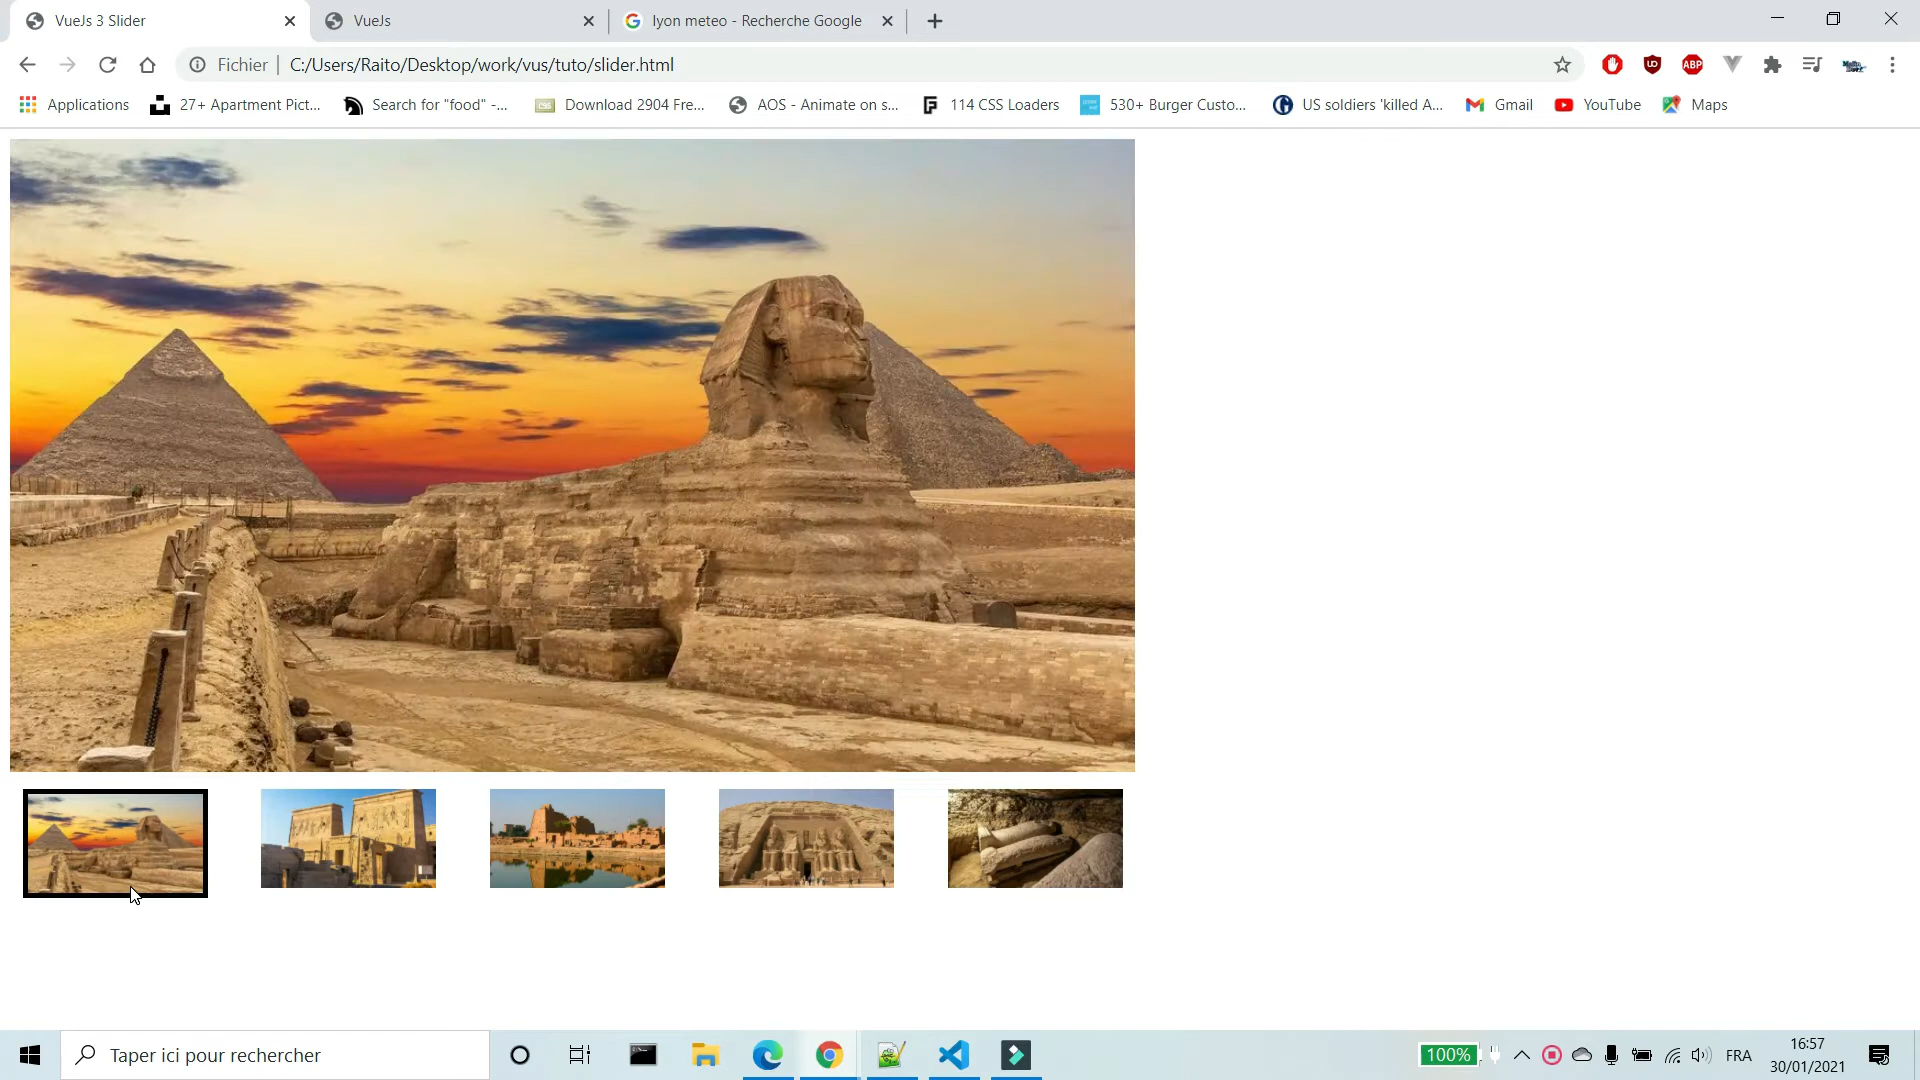 VueJs 3 Slider
VueJs
lyon meteo - Recherche Google
Fichier
C:/Users/Raito/Desktop/work/vus/tuto/slider.html
ABP
Applications
27+ Apartment Pict...
Search for "food" -...
Download 2904 Fre...
AOS - Animate on s...
114 CSS Loaders
530+ Burger Custo...
US soldiers 'killed A...
Gmail
YouTube
Maps
Taper ici pour rechercher
100%
FRA
16:57
30/01/2021